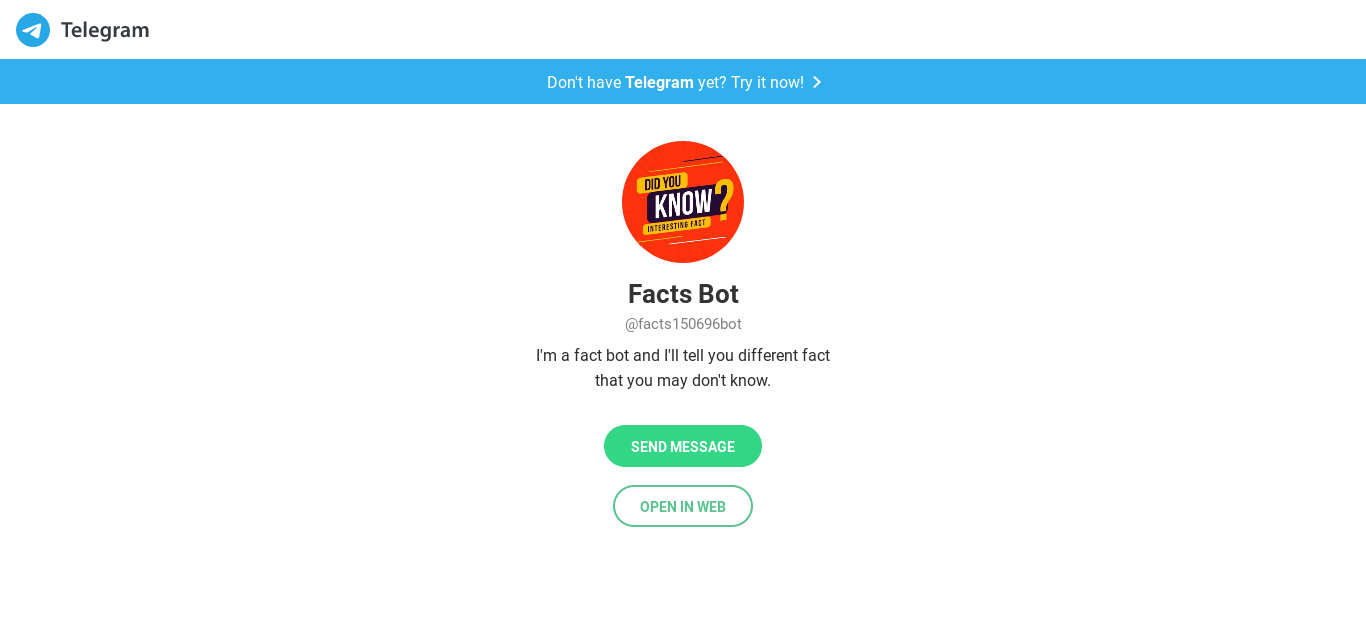 Telegram
Don't have Telegram yet? Try it now!
DID YOU
KNOW?
INTERESTING FACT
Facts Bot
@facts150696bot
I'm a fact bot and I'll tell you different fact
that you may don't know.
SEND MESSAGE
OPEN IN WEB